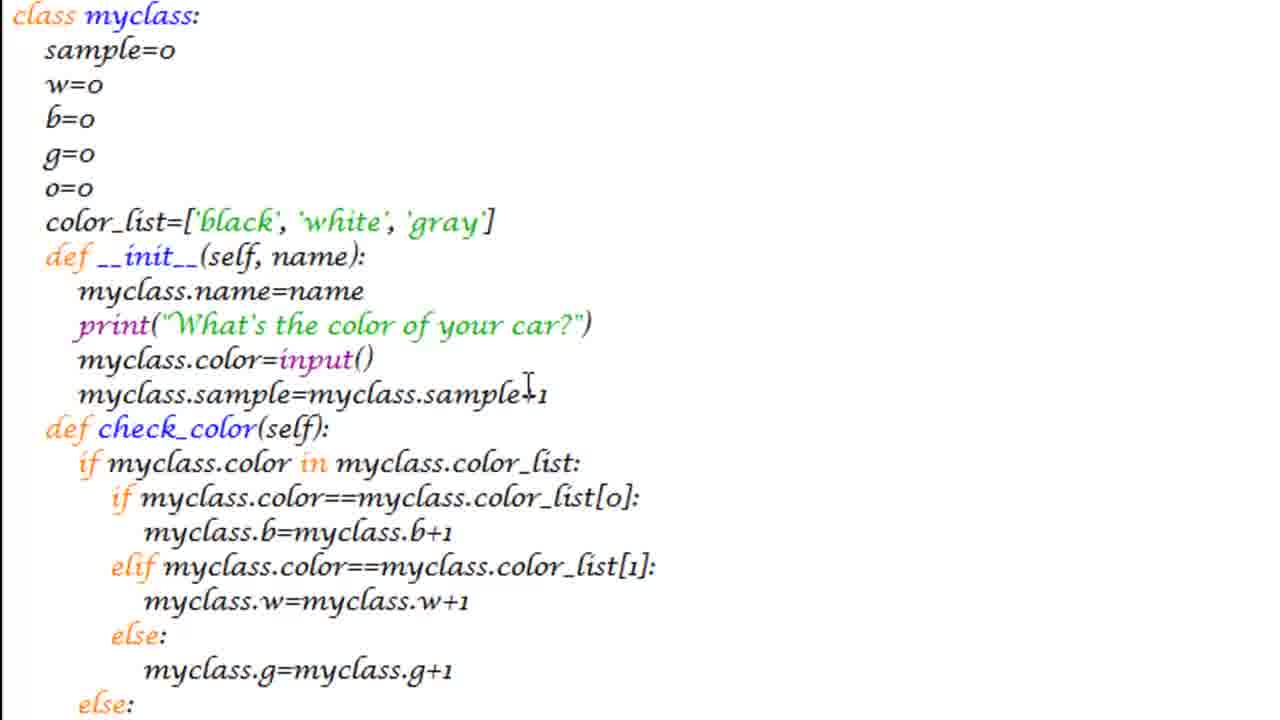 class myclass:
    sample=0
    w=0
    b=0
    g=0
    o=0
    color_list=['black', 'white', 'gray']
    def __init__(self, name):
        myclass.name=name
        print("What's the color of your car?")
        myclass.color=input()
        myclass.sample=myclass.sample+1
    def check_color(self):
        if myclass.color in myclass.color_list:
            if myclass.color==myclass.color_list[0]:
                myclass.b=myclass.b+1
            elif myclass.color==myclass.color_list[1]:
                myclass.w=myclass.w+1
            else:
                myclass.g=myclass.g+1
        else: